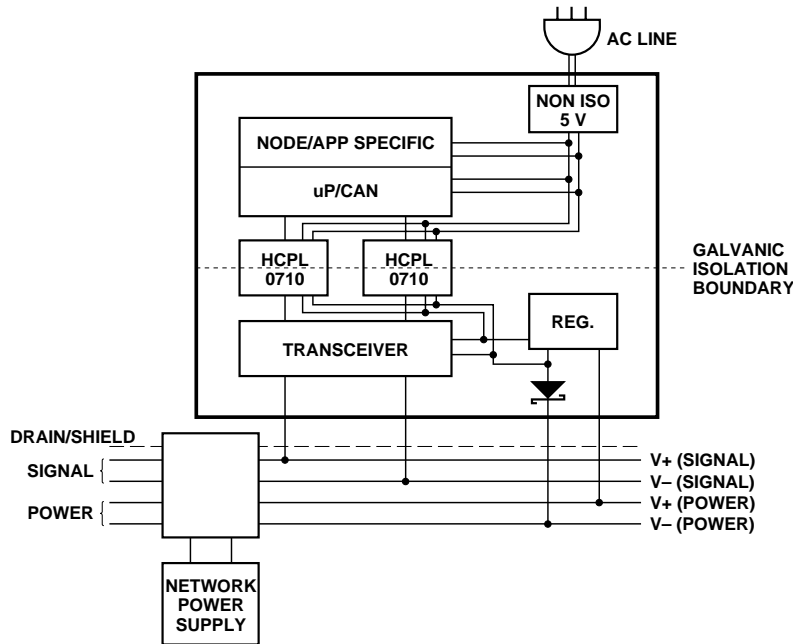 AC LINE
NON ISO
5 V
NODE/APP SPECIFIC
uP/CAN
HCPL
0710
HCPL
0710
GALVANIC
ISOLATION
BOUNDARY
REG.
TRANSCEIVER
DRAIN/SHIELD
SIGNAL
POWER
V+ (SIGNAL)
V– (SIGNAL)
V+ (POWER)
V– (POWER)
NETWORK
POWER
SUPPLY